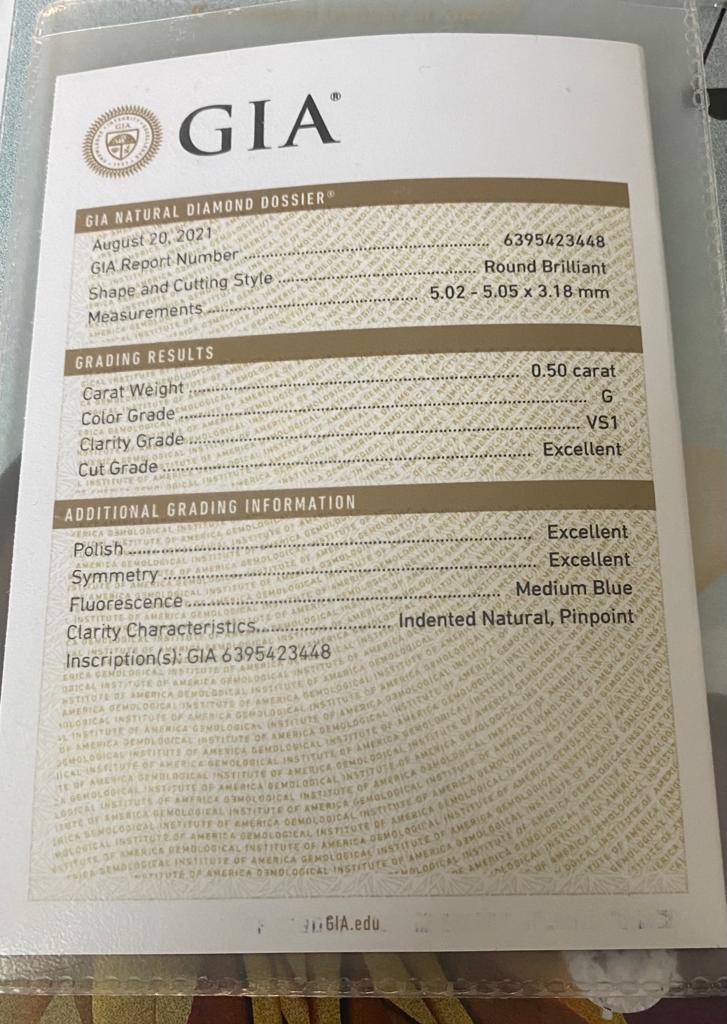 GIA®
GIA NATURAL DIAMOND DOSSIER®
August 20, 2021
GIA Report Number 6395423448
Shape and Cutting Style Round Brilliant
Measurements 5.02 - 5.05 x 3.18 mm
GRADING RESULTS
Carat Weight 0.50 carat
Color Grade G
Clarity Grade VS1
Cut Grade Excellent
ADDITIONAL GRADING INFORMATION
Polish Excellent
Symmetry Excellent
Fluorescence Medium Blue
Clarity Characteristics Indented Natural, Pinpoint
Inscription(s): GIA 6395423448
GIA.edu